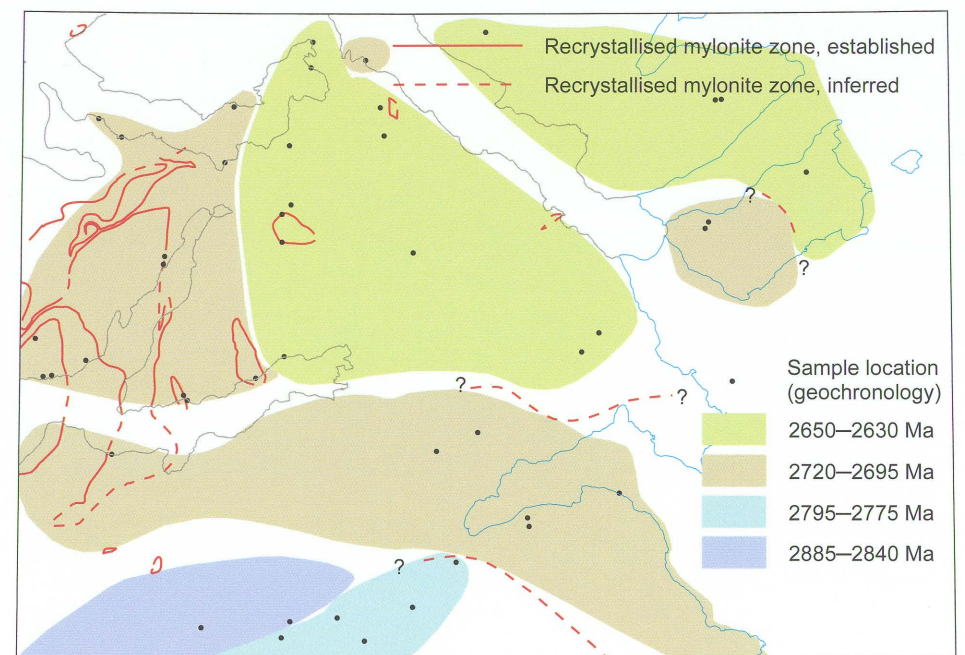 Recrystallised mylonite zone, established
Recrystallised mylonite zone, inferred
?
?
?
?
Sample location
(geochronology)
2650—2630 Ma
2720—2695 Ma
2795—2775 Ma
2885—2840 Ma
?